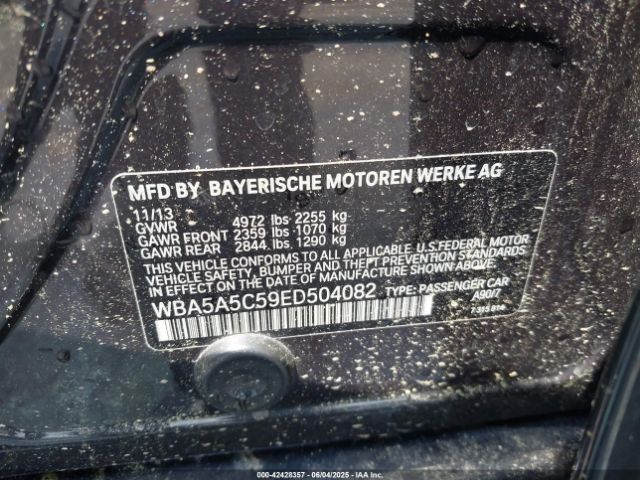 MFD BY BAYERISCHE MOTOREN WERKE AG
11/13
GVWR 4972 lbs 2255 kg
GAWR FRONT 2359 lbs 1070 kg
GAWR REAR 2844 lbs 1290 kg
THIS VEHICLE CONFORMS TO ALL APPLICABLE U.S.FEDERAL MOTOR
VEHICLE SAFETY, BUMPER AND THEFT PREVENTION STANDARDS
IN EFFECT ON THE DATE OF MANUFACTURE SHOWN ABOVE.
WBA5A5C59ED504082 TYPE: PASSENGER CAR
A90/7
000-42428357 - 06/04/2025 - IAA Inc.